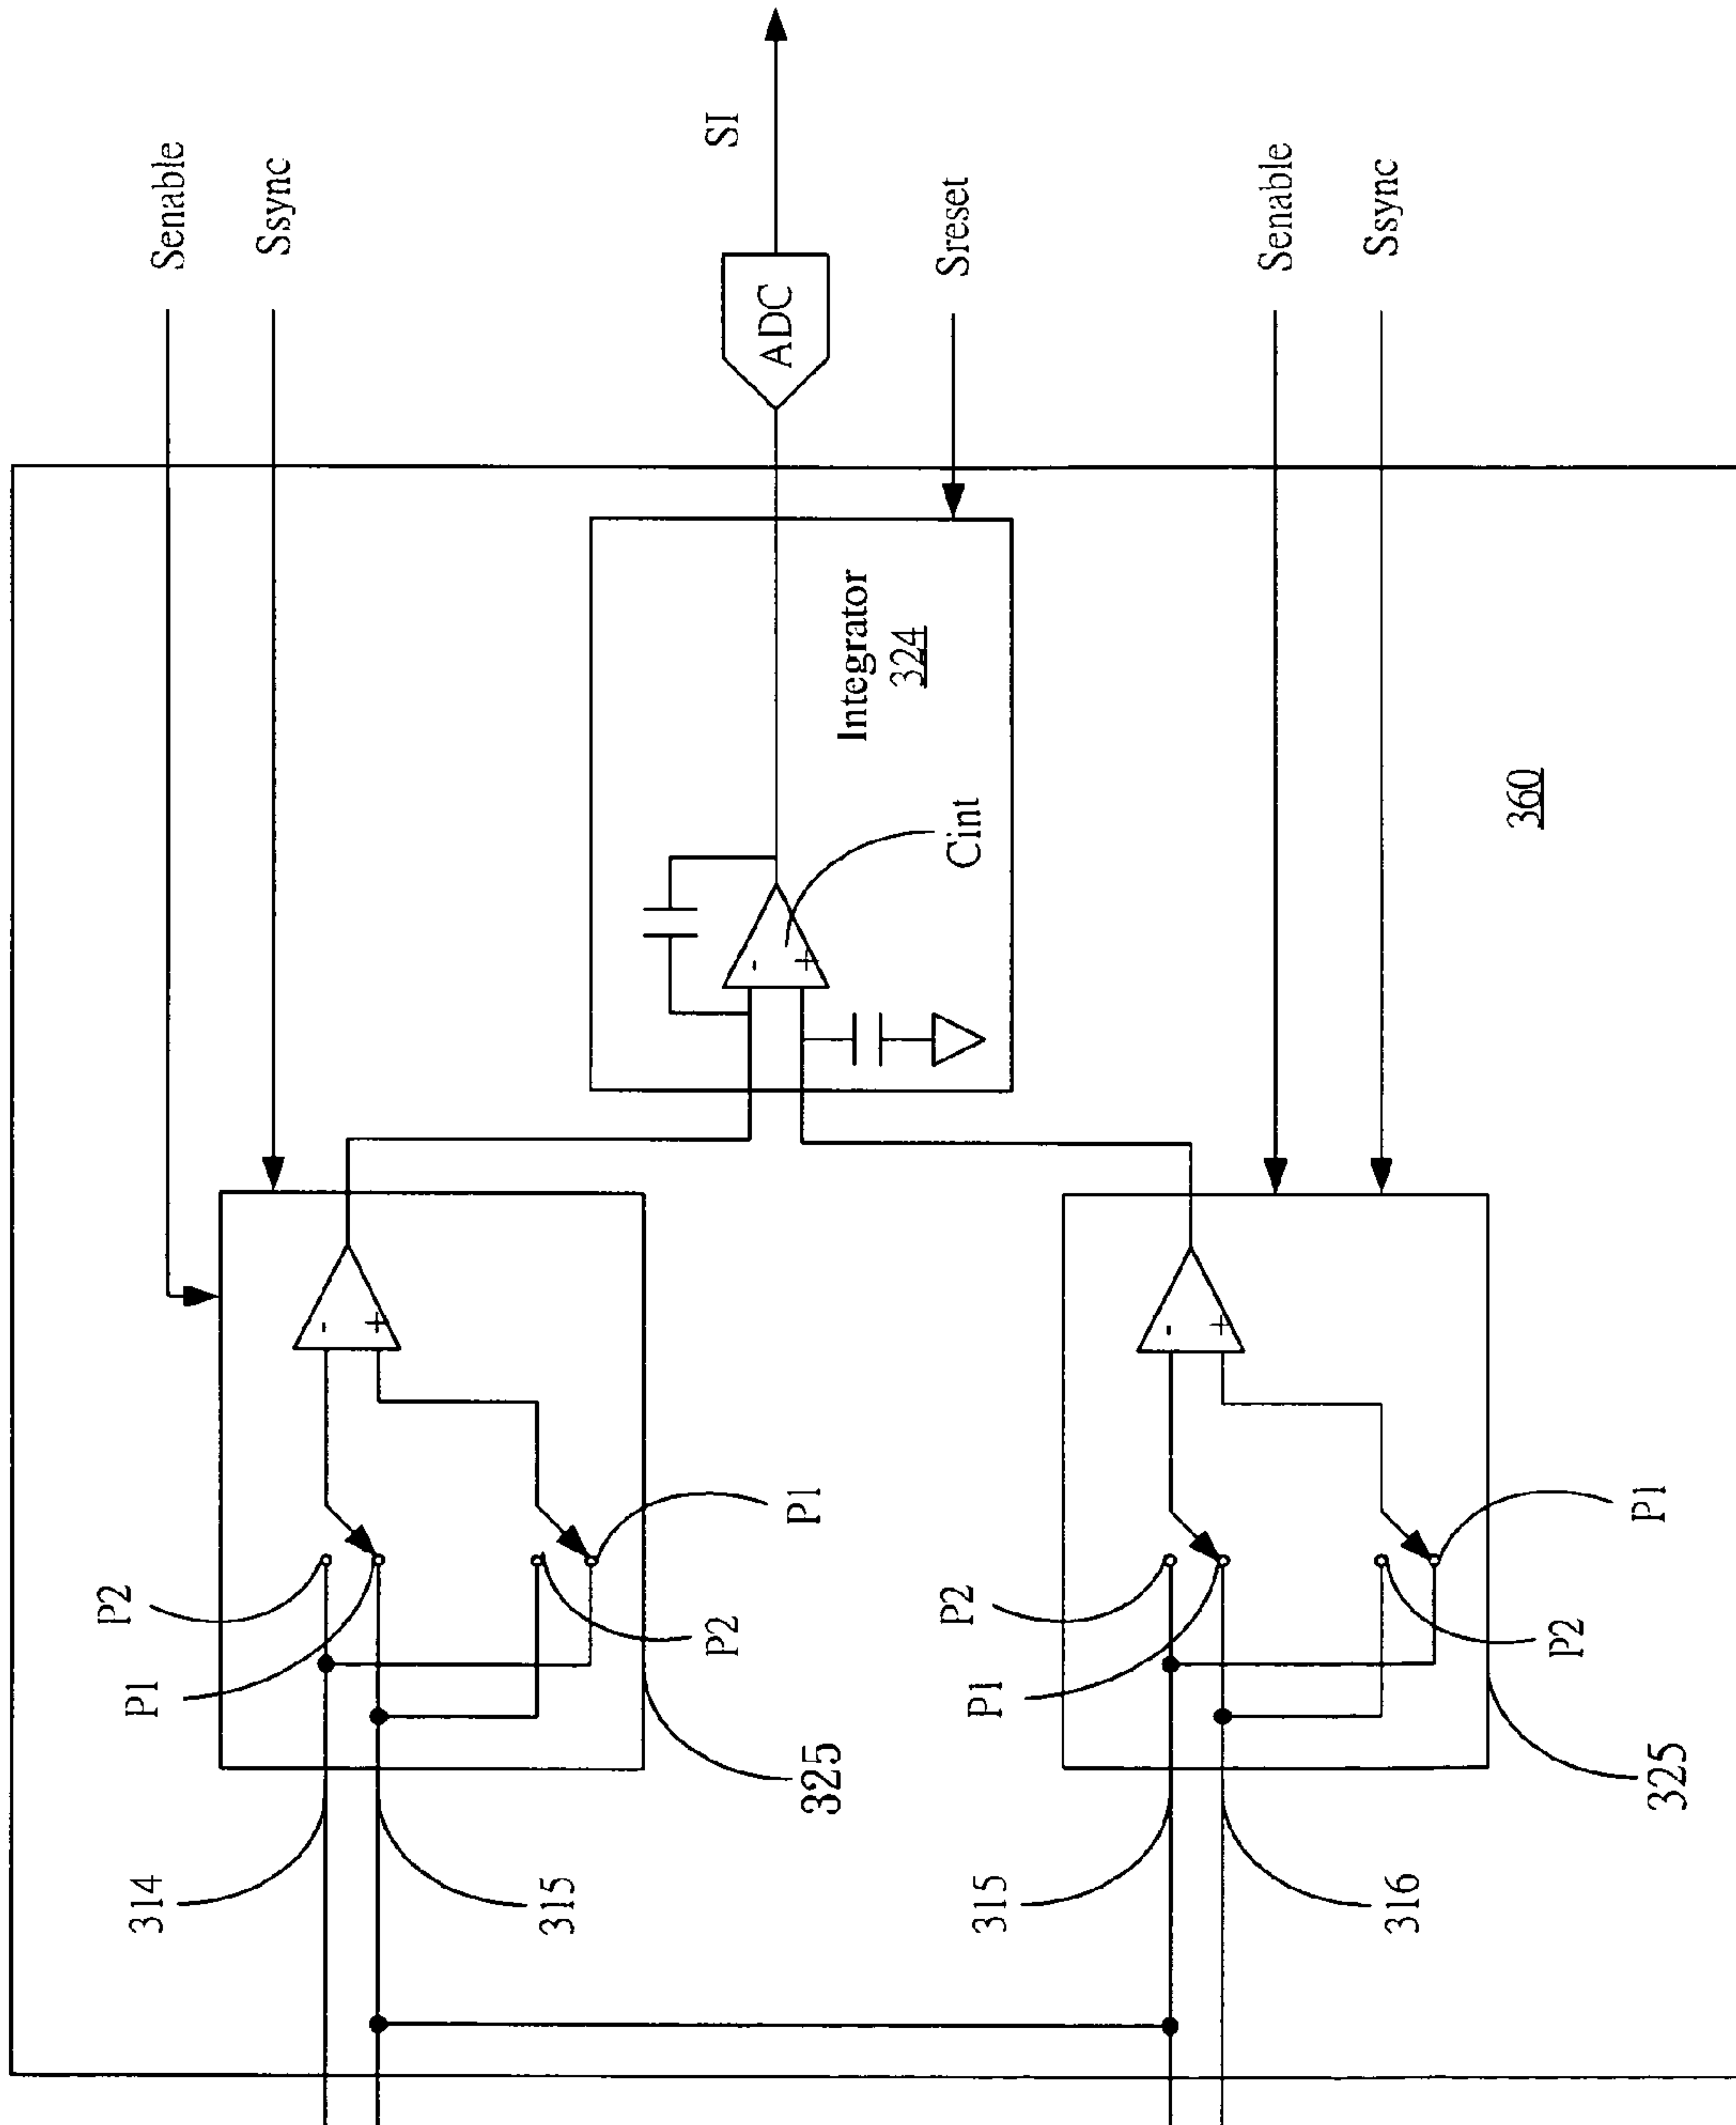 Senable
Ssync
SI
ADC
Sreset
Senable
Ssync
Integrator
324
-
+
Cint
360
-
+
-
+
P2
P1
P1
P2
P2
P1
P1
P2
325
325
314
315
315
316